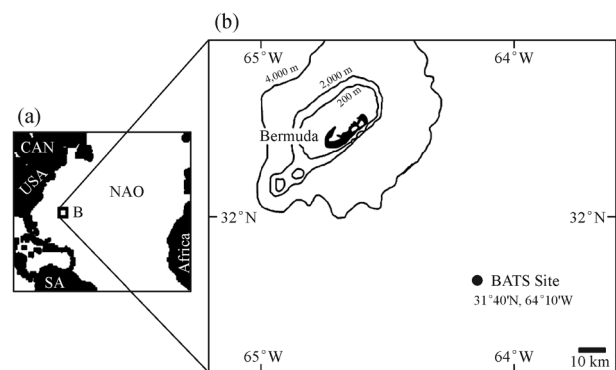 (a)
CAN
USA
NAO
B
SA
Africa
(b)
65°W
64°W
4,000 m
2,000 m
200 m
Bermuda
32°N
32°N
BATS Site
31°40'N, 64°10'W
65°W
64°W
10 km